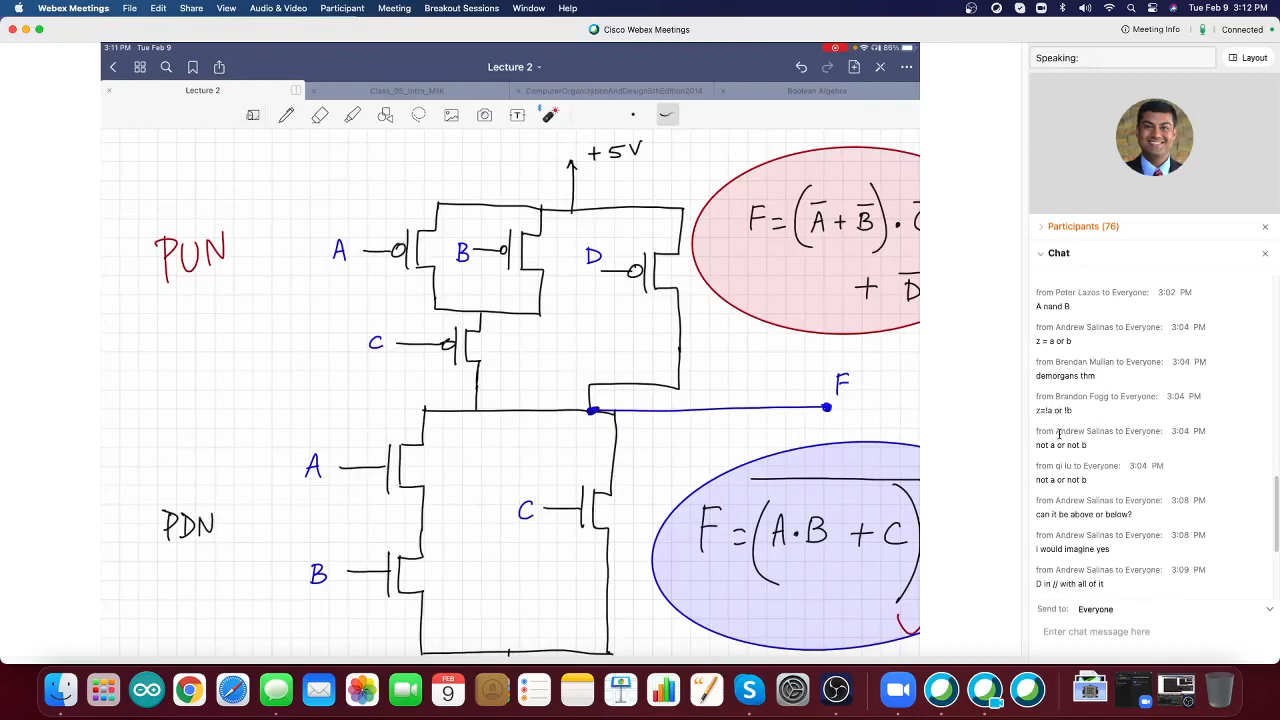 Webex Meetings File Edit Share View Audio & Video Participant Meeting Breakout Sessions Window Help Tue Feb 9 3:12 PM
Cisco Webex Meetings Meeting Info Connected
3:11 PM Tue Feb 9 85%
Lecture 2
Lecture 2 Class_05_Intra_M1K ComputerOrganizationAndDesign5thEdition2014 Boolean Algebra
+5V
PUN A B D
F = (A̅ + B̅) · C̅
+ D̅
C
F
A
C
PDN
B
F = (A·B + C)
Speaking:
Layout
Participants (76)
Chat
from Peter Lazos to Everyone: 3:02 PM
A nand B
from Andrew Salinas to Everyone: 3:04 PM
z = a or b
from Brendan Mullan to Everyone: 3:04 PM
demorgans thm
from Brandon Fogg to Everyone: 3:04 PM
z=!a or !b
from Andrew Salinas to Everyone: 3:04 PM
not a or not b
from qi lu to Everyone: 3:04 PM
not a or not b
from Andrew Salinas to Everyone: 3:08 PM
can it be above or below?
from Andrew Salinas to Everyone: 3:08 PM
i would imagine yes
from Andrew Salinas to Everyone: 3:09 PM
D in // with all of it
Send to: Everyone
Enter chat message here
FEB
9